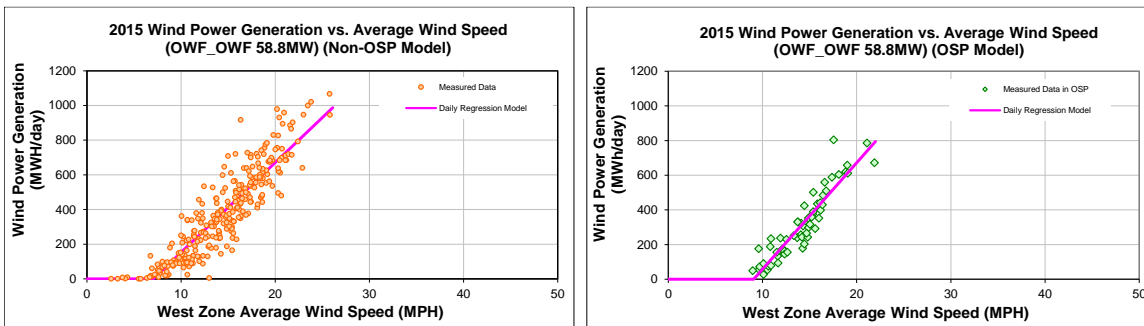 2015 Wind Power Generation vs. Average Wind Speed
(OWF_OWF 58.8MW) (Non-OSP Model)
Wind Power Generation
(MWH/day)
1200
1000
800
600
400
200
0
Measured Data
Daily Regression Model
0 10 20 30 40 50
West Zone Average Wind Speed (MPH)
2015 Wind Power Generation vs. Average Wind Speed
(OWF_OWF 58.8MW) (OSP Model)
Wind Power Generation
(MWh/day)
1200
1000
800
600
400
200
0
Measured Data in OSP
Daily Regression Model
0 10 20 30 40 50
West Zone Average Wind Speed (MPH)